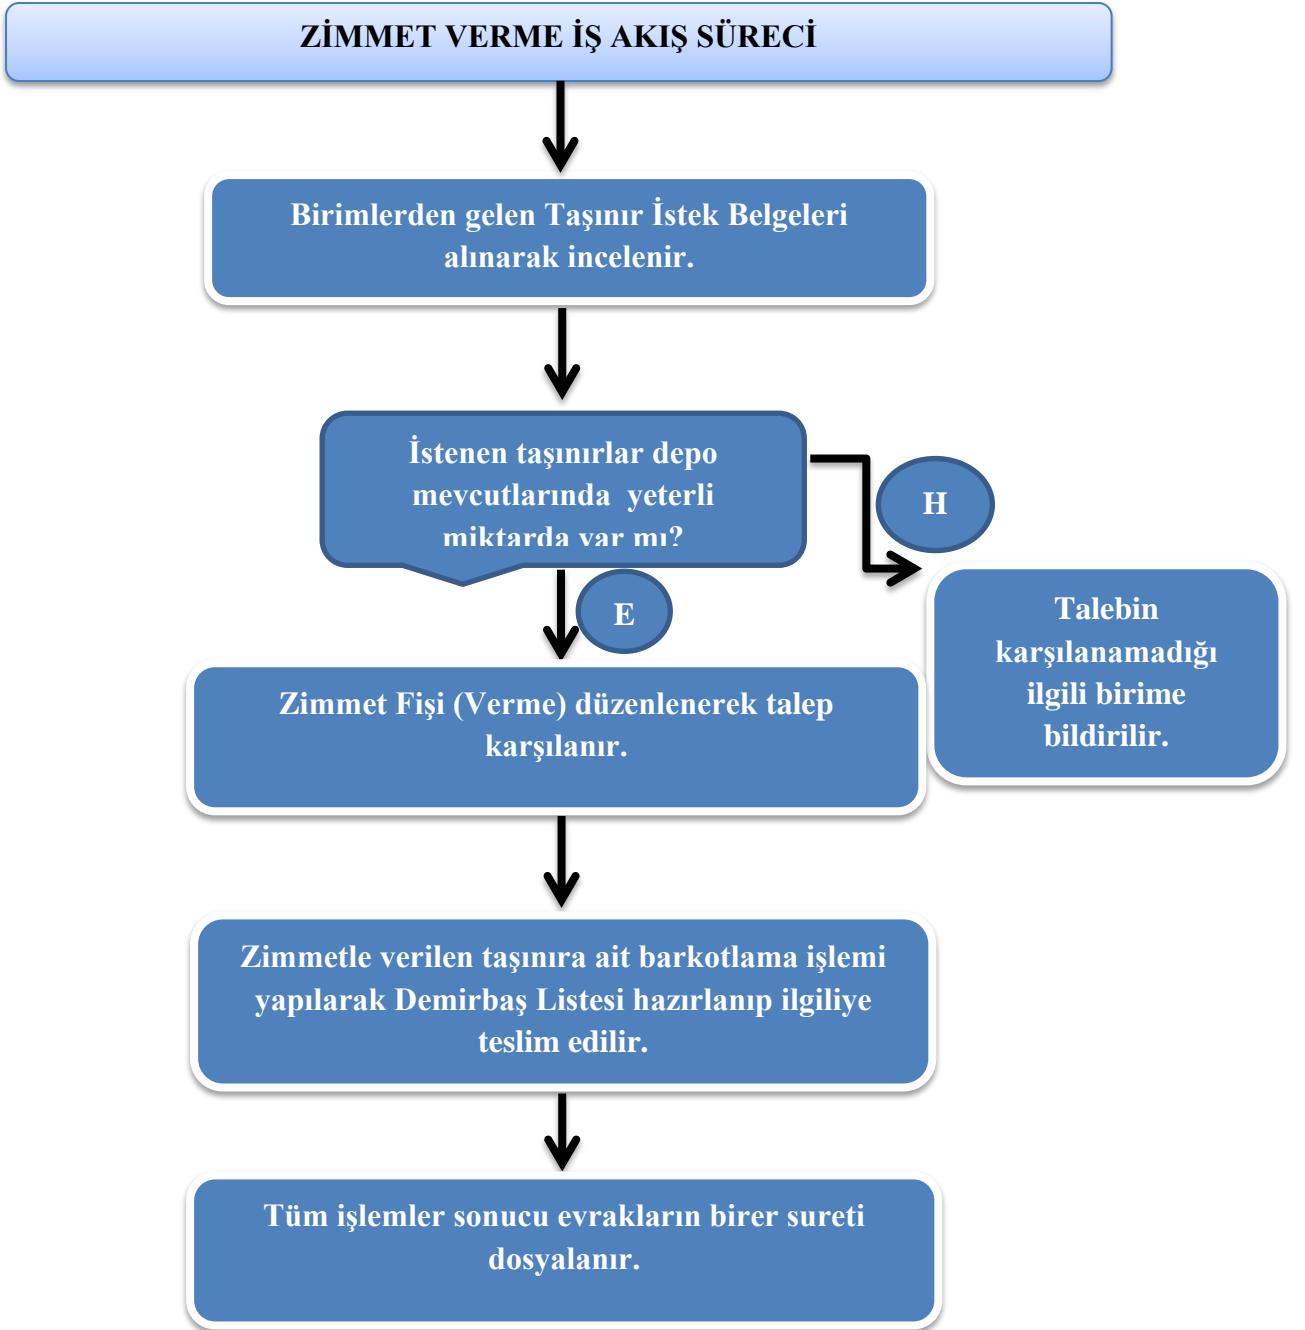 ZİMMET VERME İŞ AKIŞ SÜRECİ
Birimlerden gelen Taşınır İstek Belgeleri
alınarak incelenir.
İstenen taşınırlar depo
mevcutlarında yeterli
miktarda var mı?
H
E
Talebin
karşılanamadığı
ilgili birime
bildirilir.
Zimmet Fişi (Verme) düzenlenerek talep
karşılanır.
Zimmetle verilen taşınıra ait barkotlama işlemi
yapılarak Demirbaş Listesi hazırlanıp ilgiliye
teslim edilir.
Tüm işlemler sonucu evrakların birer sureti
dosyalanır.